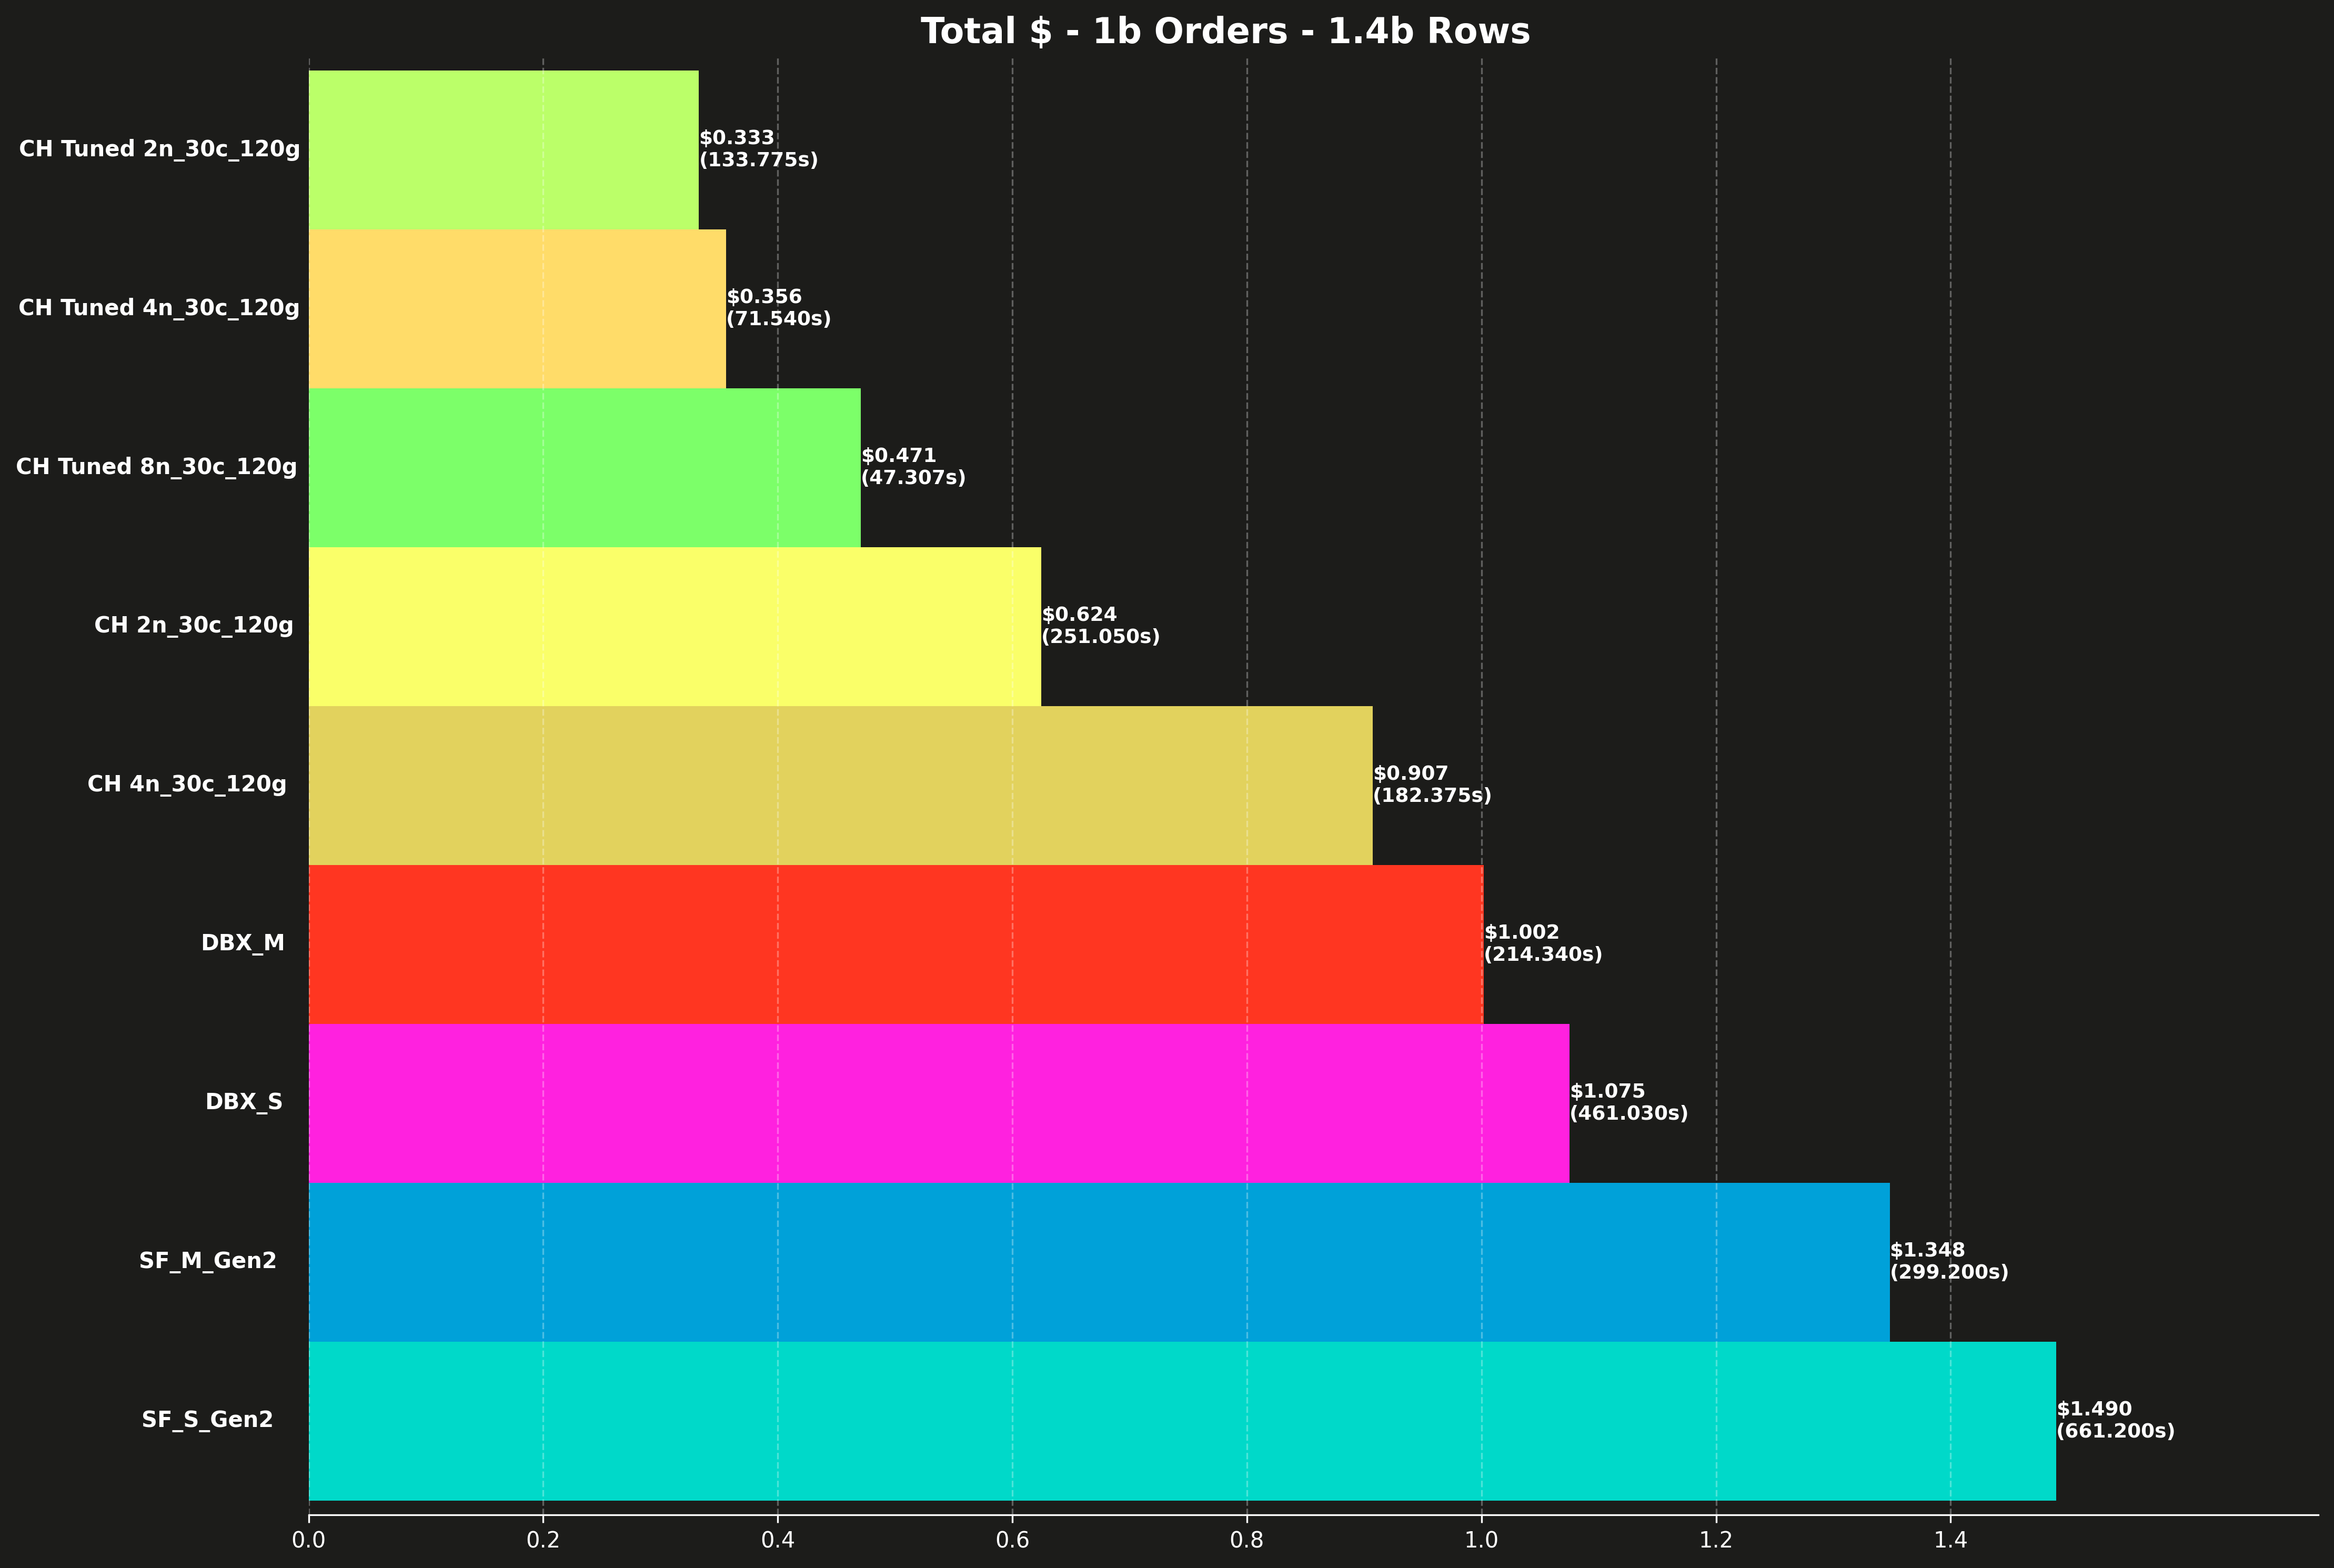 Total $ - 1b Orders - 1.4b Rows
CH Tuned 2n_30c_120g
$0.333
(133.775s)
CH Tuned 4n_30c_120g
$0.356
(71.540s)
CH Tuned 8n_30c_120g
$0.471
(47.307s)
CH 2n_30c_120g
$0.624
(251.050s)
CH 4n_30c_120g
$0.907
(182.375s)
DBX_M
$1.002
(214.340s)
DBX_S
$1.075
(461.030s)
SF_M_Gen2
$1.348
(299.200s)
SF_S_Gen2
$1.490
(661.200s)
0.0 0.2 0.4 0.6 0.8 1.0 1.2 1.4